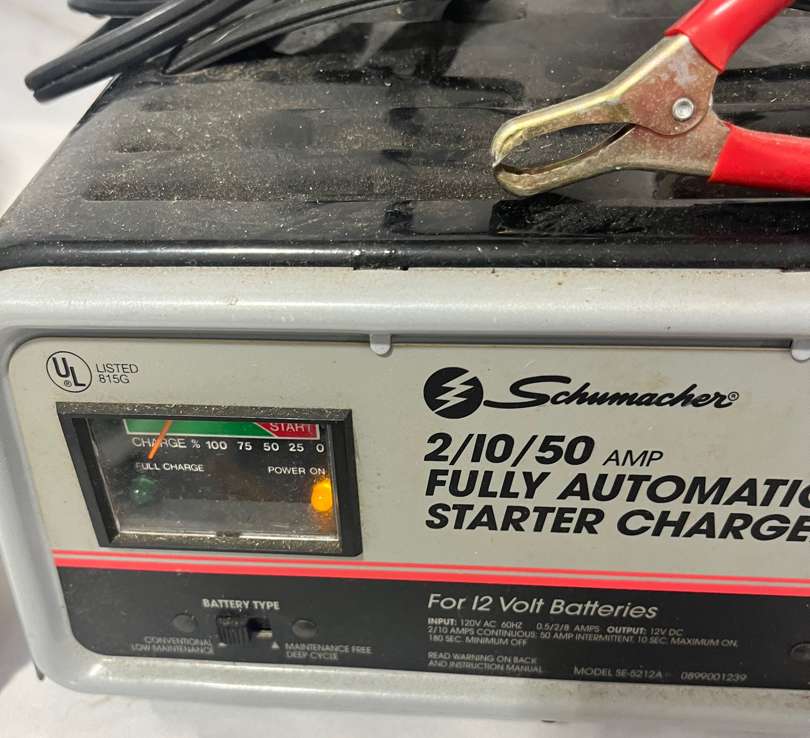 UL
®
LISTED
815G
Schumacher®
START
CHARGE % 100 75 50 25 0
FULL CHARGE
POWER ON
2/10/50 AMP
FULLY AUTOMATIC
STARTER CHARGE
BATTERY TYPE
CONVENTIONAL
LOW MAINTENANCE
MAINTENANCE FREE
DEEP CYCLE
For 12 Volt Batteries
INPUT: 120V AC 60HZ 0.5/2/8 AMPS OUTPUT: 12V DC
2/10 AMPS CONTINUOUS; 50 AMP INTERMITTENT, 10 SEC. MAXIMUM ON,
180 SEC. MINIMUM OFF
READ WARNING ON BACK
AND INSTRUCTION MANUAL
MODEL SE-5212A 0899001239